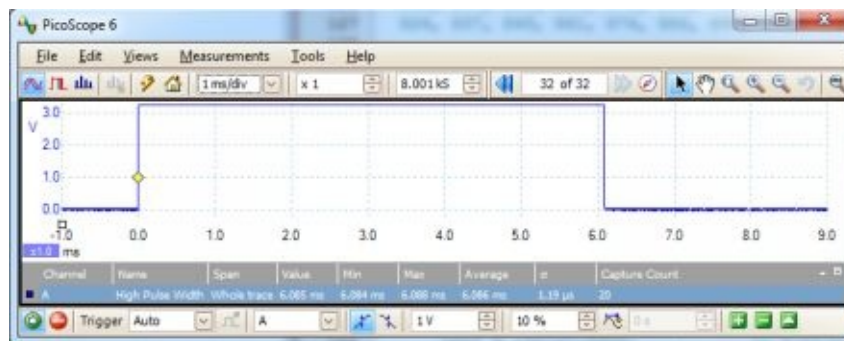 PicoScope 6
File Edit Views Measurements Tools Help
1 ms/div x 1 8.001 kS 32 of 32
V
3.0
2.0
1.0
0.0
-1.0 0.0 1.0 2.0 3.0 4.0 5.0 6.0 7.0 8.0 9.0
x1.0 ms
Channel Name Span Value Min Max Average σ Capture Count
A High Pulse Width Whole trace 6.085 ms 6.084 ms 6.088 ms 6.086 ms 1.19 µs 20
Trigger Auto A 1 V 10 % 0 s